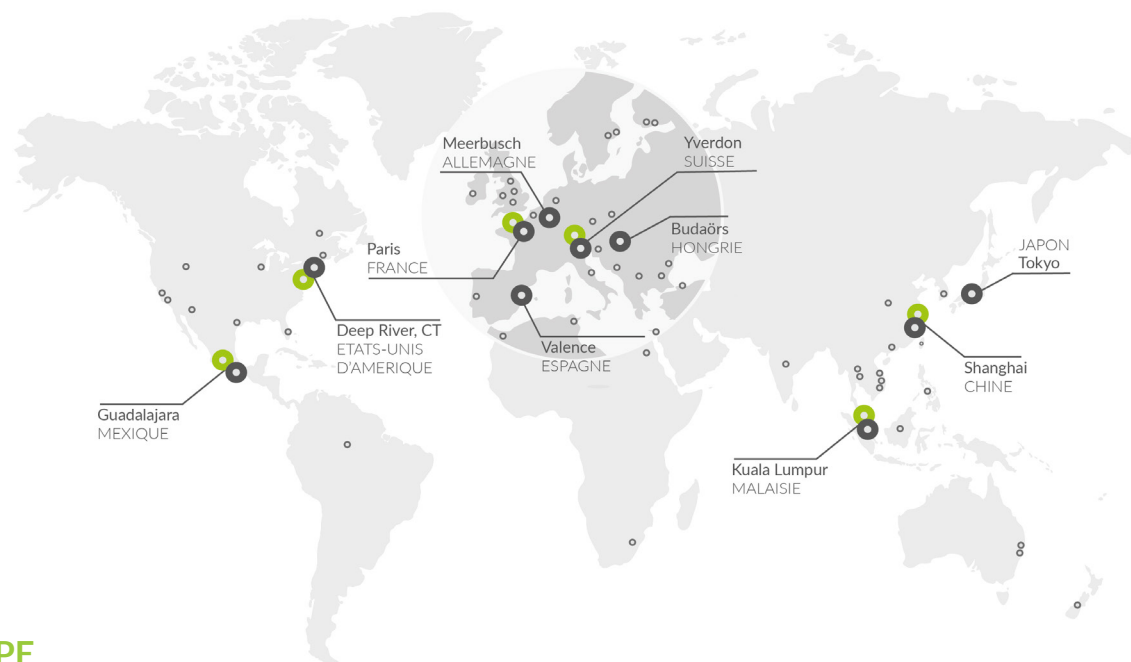 Meerbusch
ALLEMAGNE
Yverdon
SUISSE
Paris
FRANCE
Budaörs
HONGRIE
JAPON
Tokyo
Deep River, CT
ETATS-UNIS
D'AMERIQUE
Valence
ESPAGNE
Shanghai
CHINE
Guadalajara
MEXIQUE
Kuala Lumpur
MALAISIE
PE